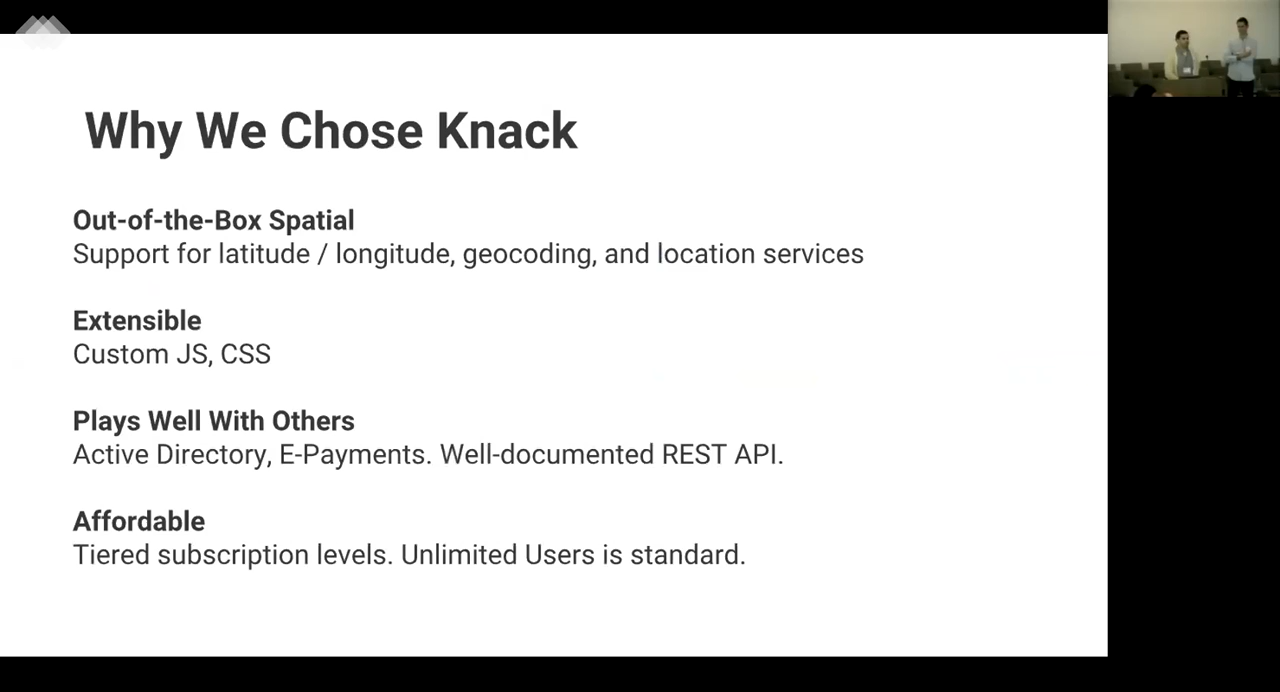 Why We Chose Knack
Out-of-the-Box Spatial
Support for latitude / longitude, geocoding, and location services
Extensible
Custom JS, CSS
Plays Well With Others
Active Directory, E-Payments. Well-documented REST API.
Affordable
Tiered subscription levels. Unlimited Users is standard.